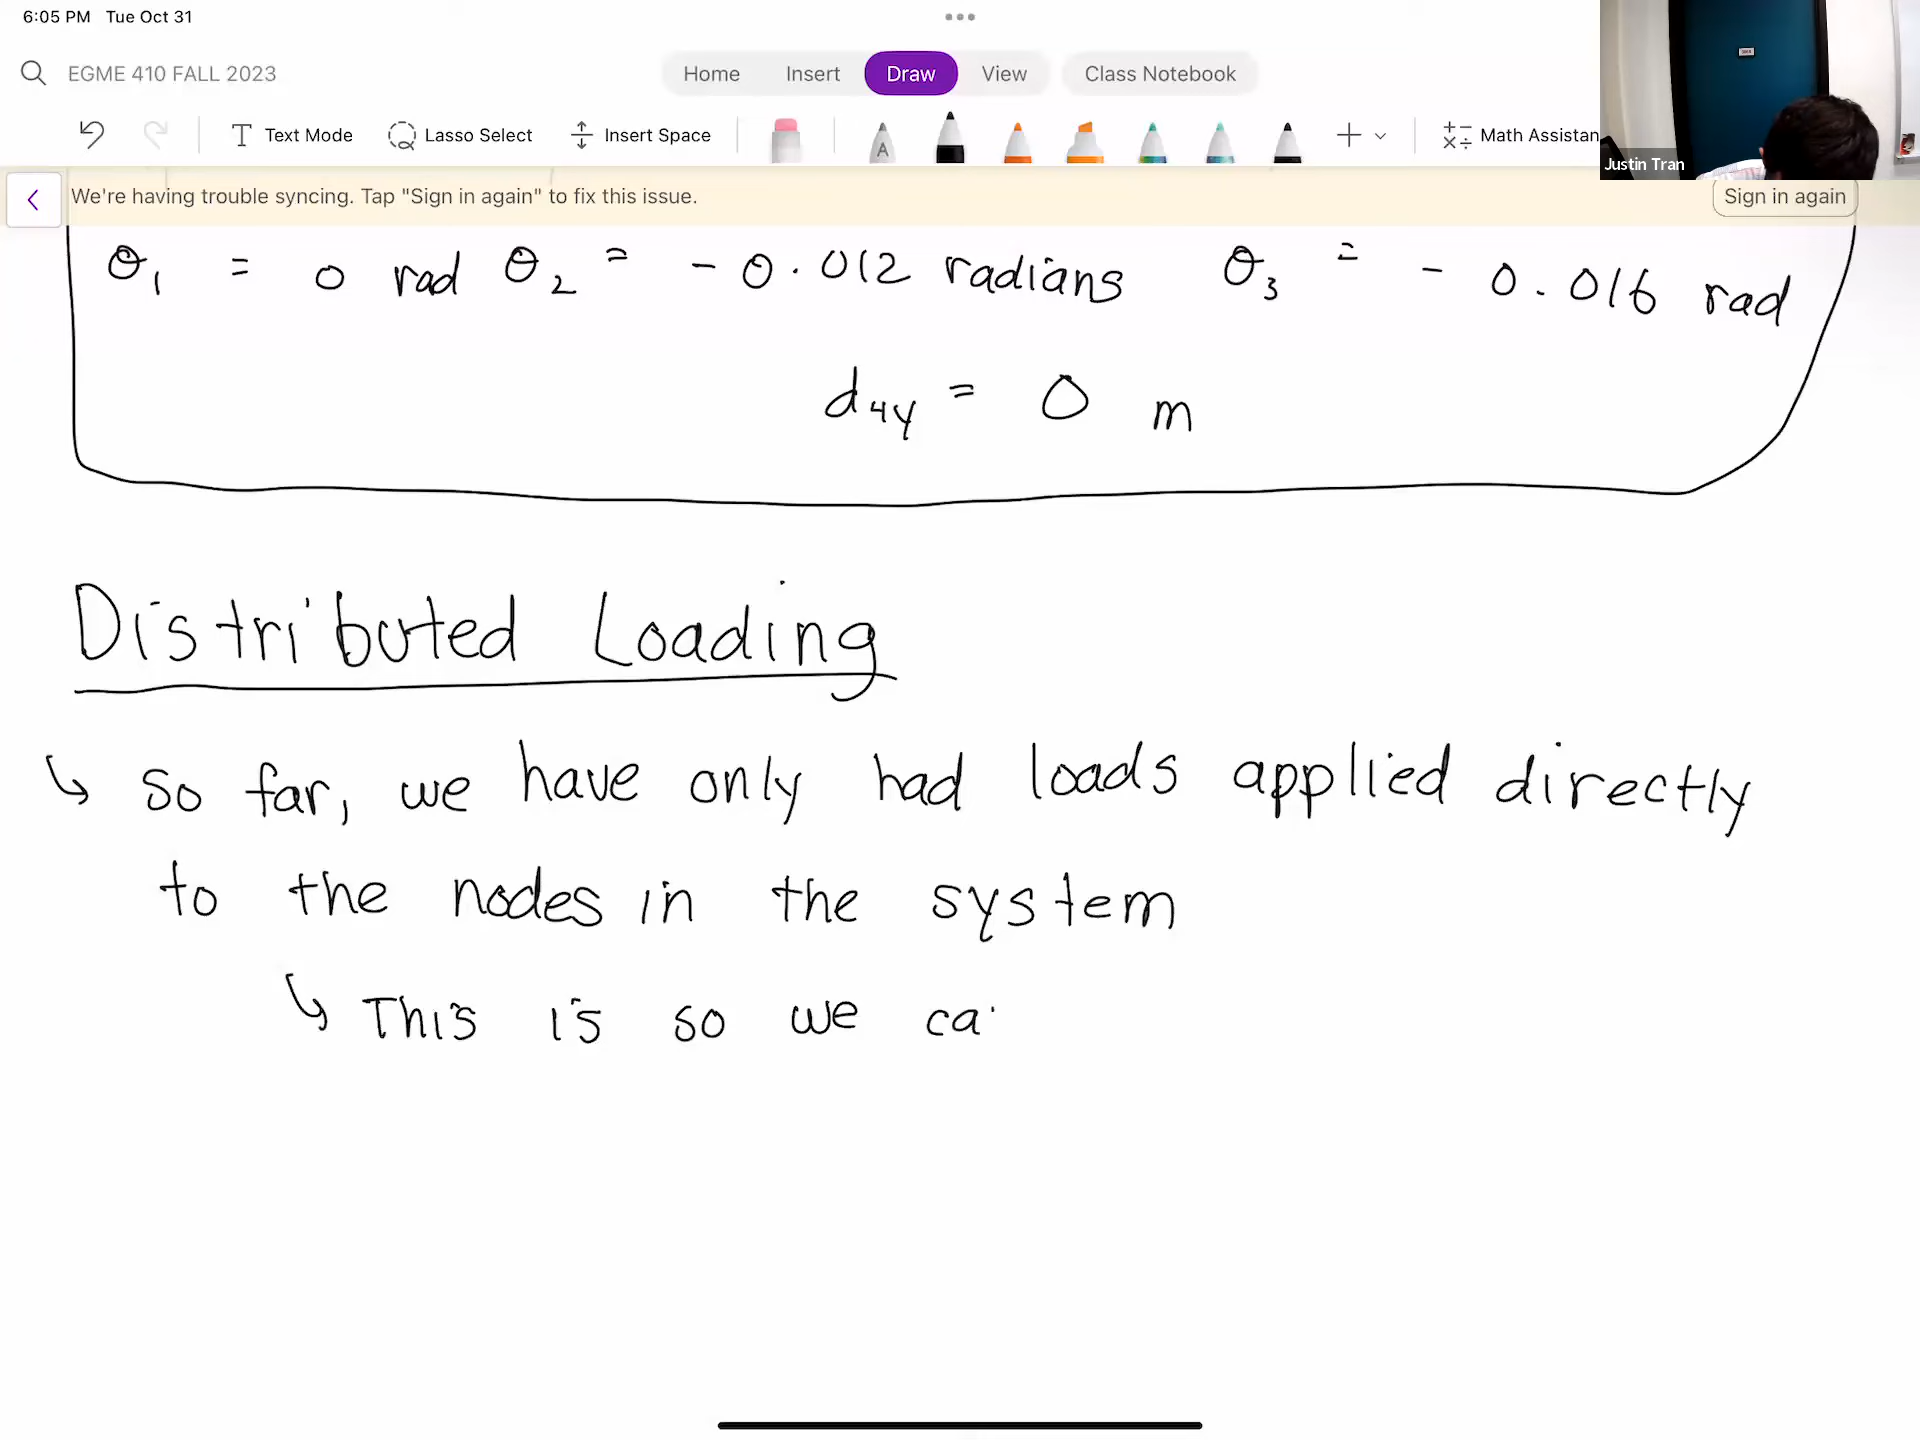 6:05 PM Tue Oct 31
EGME 410 FALL 2023
Home Insert Draw View Class Notebook
Text Mode Lasso Select Insert Space A Math Assistan
Justin Tran
We're having trouble syncing. Tap "Sign in again" to fix this issue. Sign in again
θ₁ = 0 rad θ₂ = - 0.012 radians θ₃ = - 0.016 rad
d₄y = 0 m
Distributed Loading
↳ So far, we have only had loads applied directly
to the nodes in the system
↳ This is so we ca